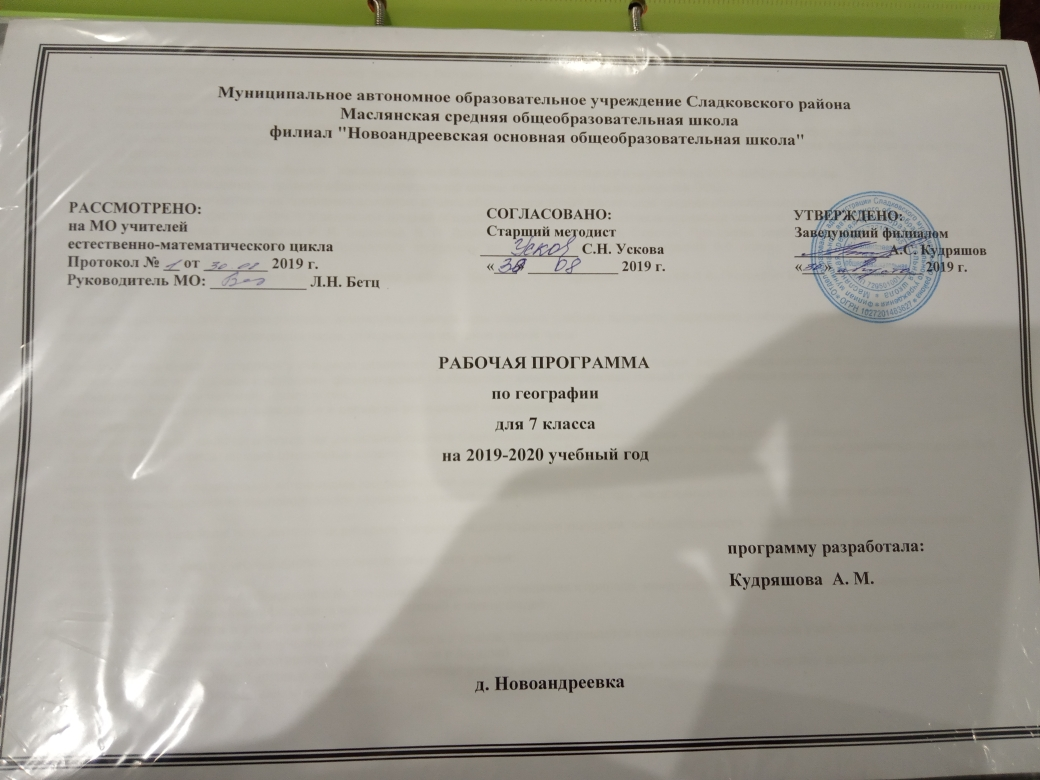 Муниципальное автономное образовательное учреждение Сладковского района
Маслянская средняя общеобразовательная школа
филиал "Новоандреевская основная общеобразовательная школа"
РАССМОТРЕНО:
на МО учителей
естественно-математического цикла
Протокол № 1 от 30 08 2019 г.
Руководитель МО: Л.Н. Бетц
СОГЛАСОВАНО:
Старший методист
С.Н. Ускова
«30» 08 2019 г.
УТВЕРЖДЕНО:
Заведующий филиалом
А.С. Кудряшов
«30» августа 2019 г.
РАБОЧАЯ ПРОГРАММА
по географии
для 7 класса
на 2019-2020 учебный год
программу разработала:
Кудряшова А. М.
д. Новоандреевка